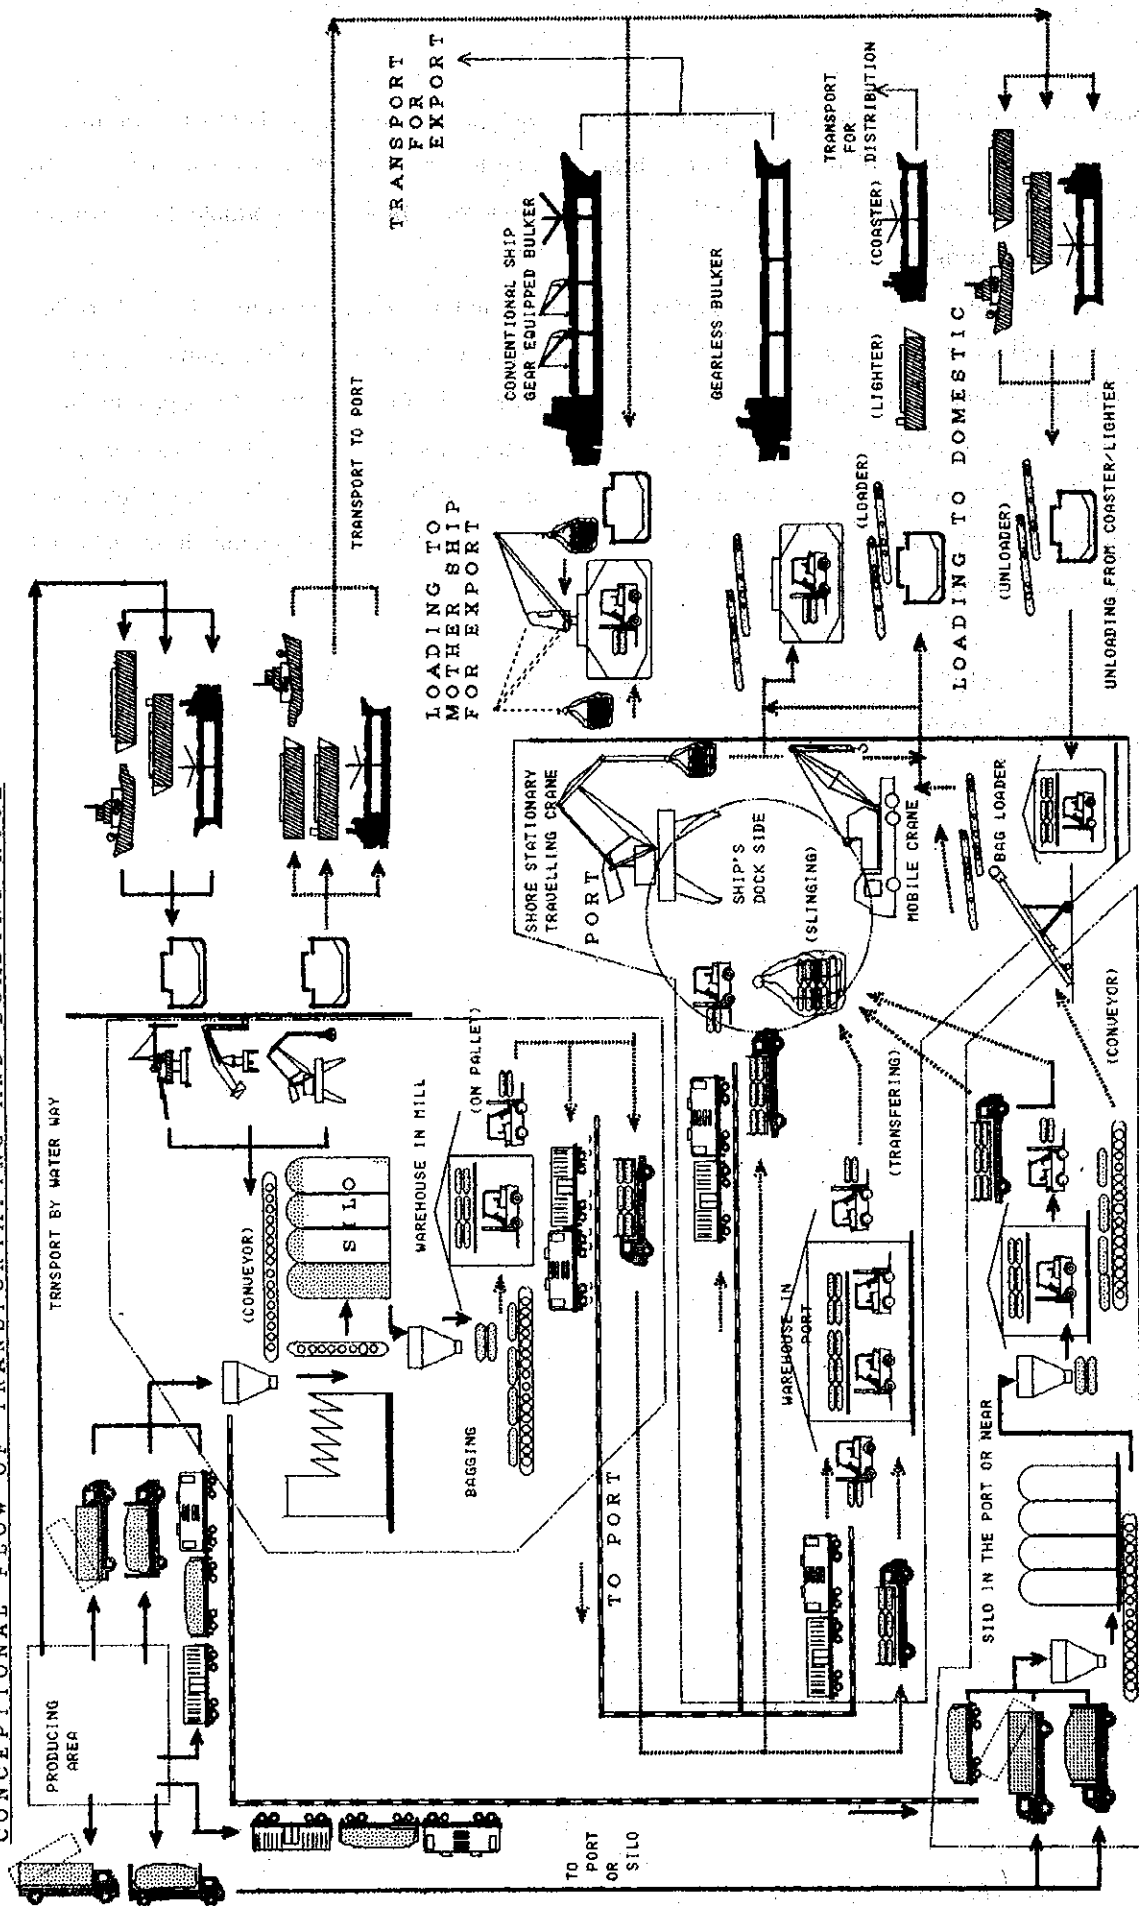 CONCEPTIONAL FLOW OF TRANSPORTATION AND
PRODUCING
AREA
TRNSPORT BY WATER WAY
(CONVEYOR)
SILO
BAGGING
WAREHOUSE IN MILL
(ON PALLET)
TRANSPORT TO PORT
TRANSPORT
FOR
EXPORT
LOADING TO
MOTHER SHIP
FOR EXPORT
CONVENTIONAL SHIP
GEAR EQUIPPED BULKER
GEARLESS BULKER
TO PORT
TO
PORT
OR
SILO
PORT
SHORE STATIONARY
TRAVELLING CRANE
SHIP'S
DOCK SIDE
(SLINGING)
MOBILE CRANE
WAREHOUSE IN
PORT
(TRANSFERING)
(LOADER)
(LIGHTER)
(COASTER)
TRANSPORT
FOR
DISTRIBUTION
LOADING TO DOMESTIC
SILO IN THE PORT OR NEAR
(CONVEYOR)
BAG LOADER
(UNLOADER)
UNLOADING FROM COASTER/LIGHTER